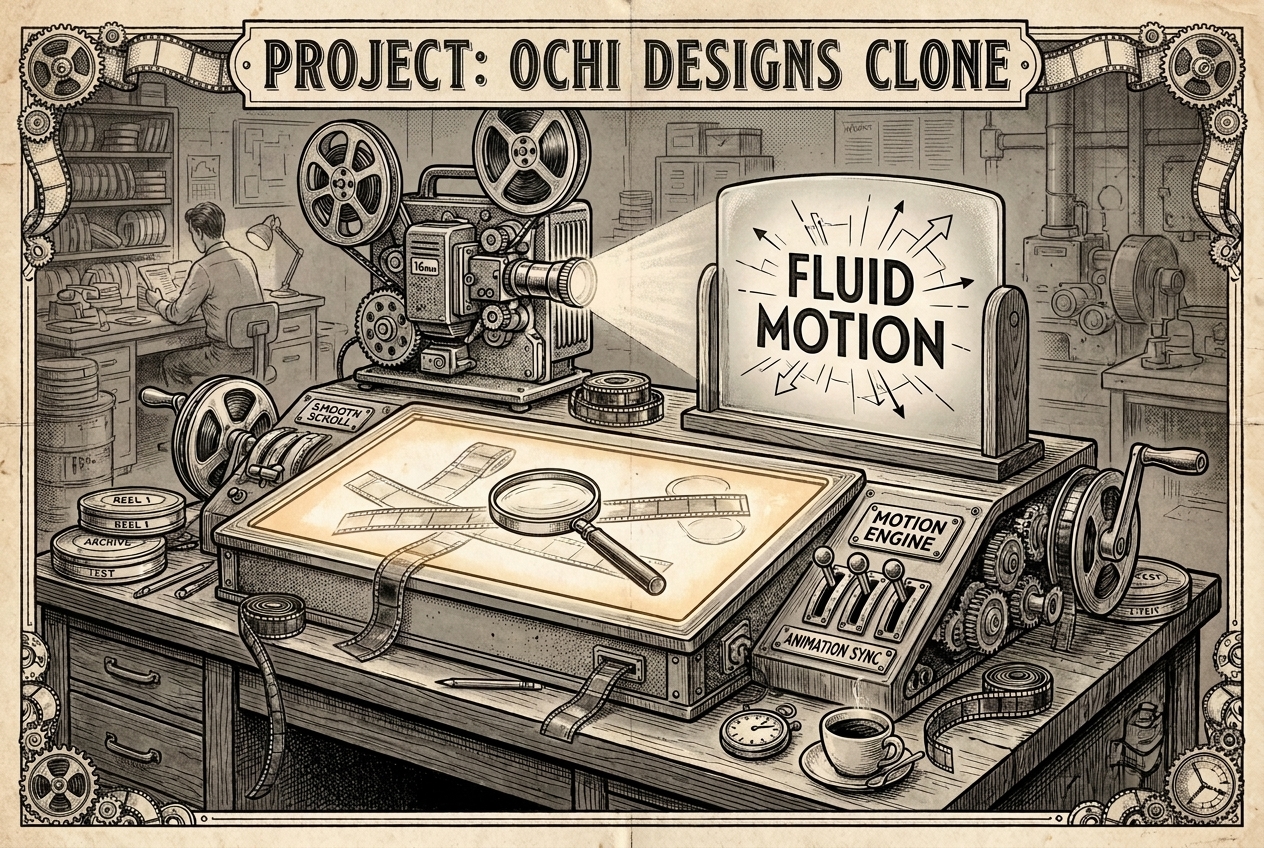 PROJECT: OCHI DESIGNS CLONE
16mm
FLUID
MOTION
SMOOTH
SCROLL
REEL 1
REEL 1
ARCHIVE
TEST
MOTION
ENGINE
ANIMATION SYNC